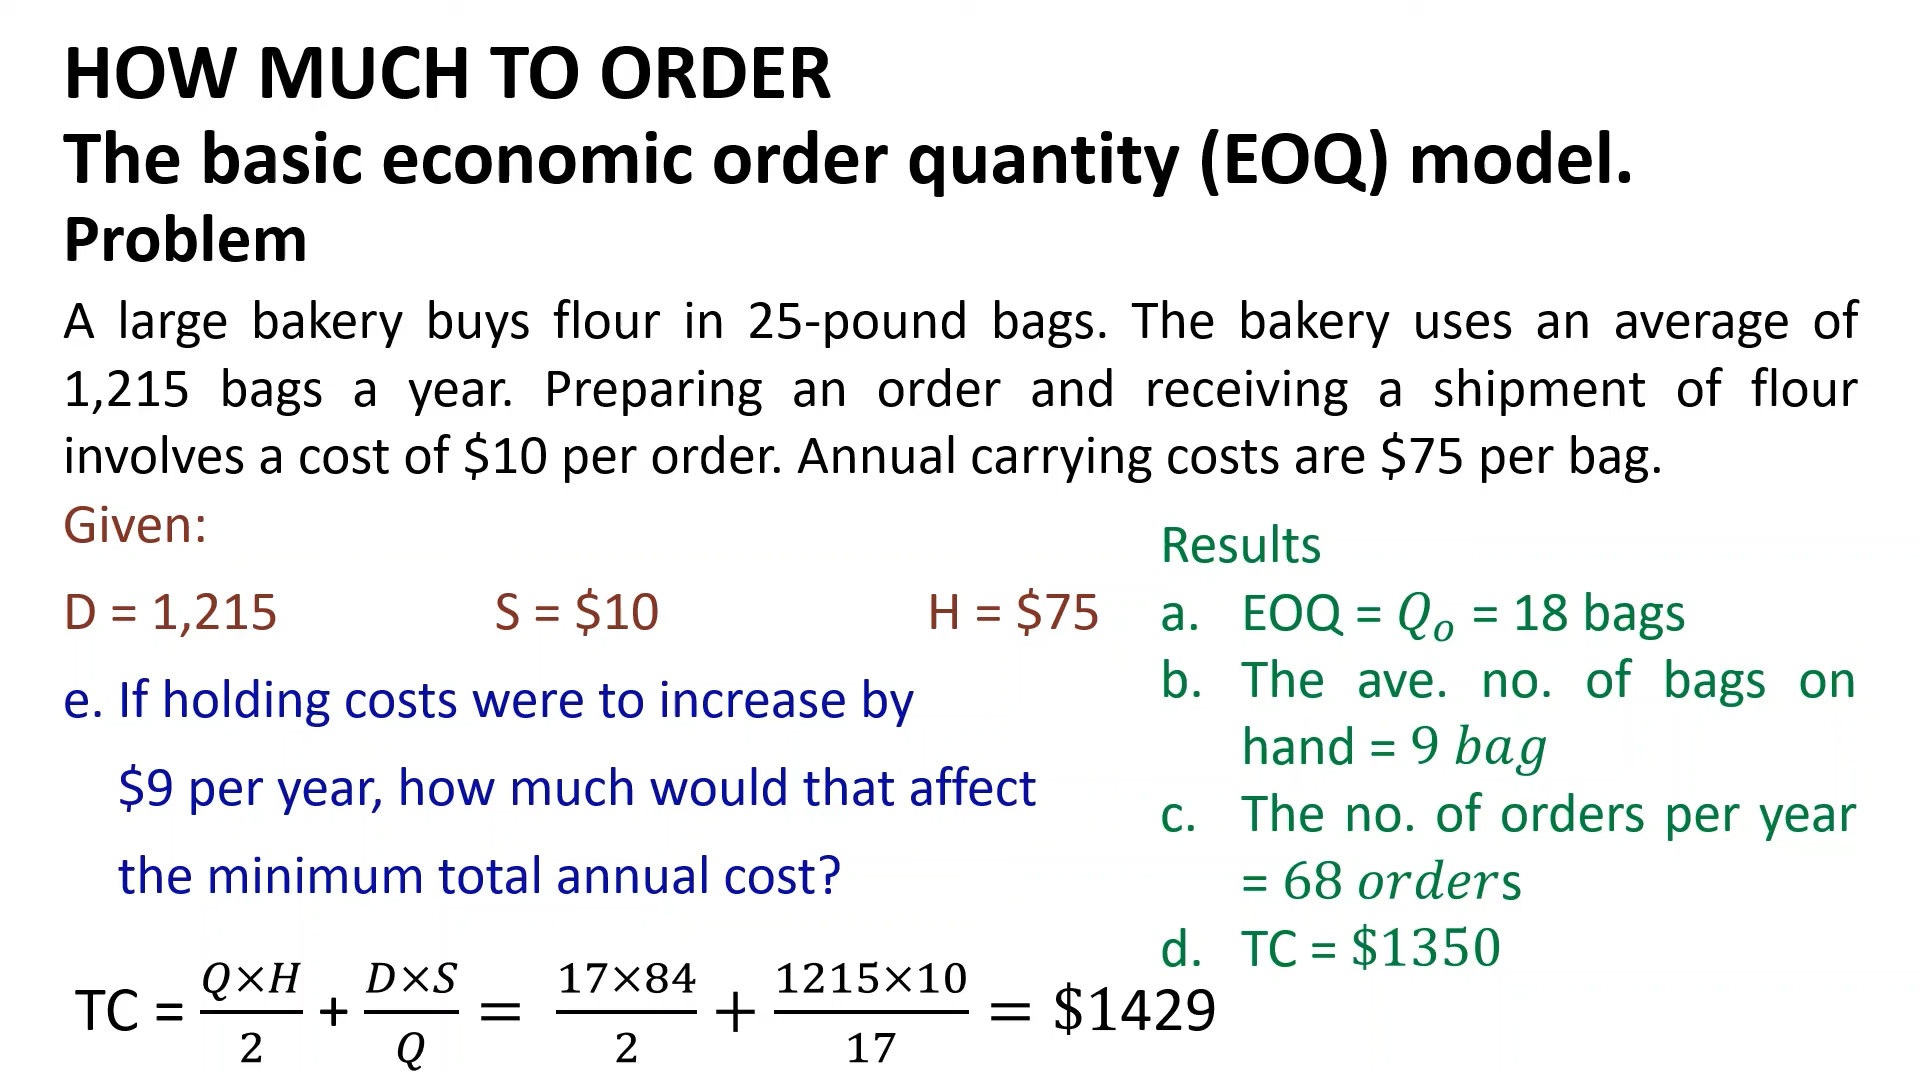 HOW MUCH TO ORDER
The basic economic order quantity (EOQ) model.
Problem
A large bakery buys flour in 25-pound bags. The bakery uses an average of
1,215 bags a year. Preparing an order and receiving a shipment of flour
involves a cost of $10 per order. Annual carrying costs are $75 per bag.
Given:
D = 1,215 S = $10 H = $75
e. If holding costs were to increase by
$9 per year, how much would that affect
the minimum total annual cost?
TC = Q×H/2 + D×S/Q = 17×84/2 + 1215×10/17 = $1429
Results
a. EOQ = Qₒ = 18 bags
b. The ave. no. of bags on
hand = 9 bag
c. The no. of orders per year
= 68 orders
d. TC = $1350